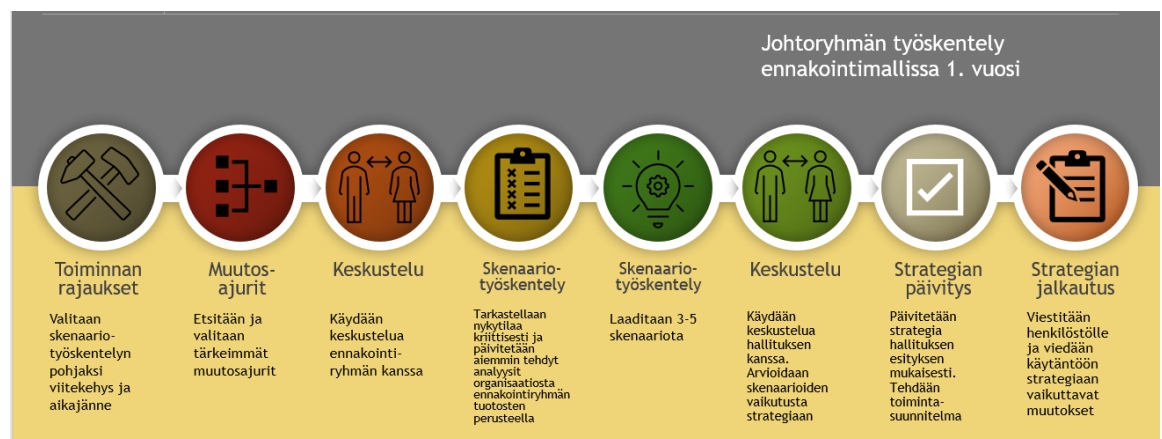 Johtoryhmän työskentely
ennakointimallissa 1. vuosi
Toiminnan
rajaukset
Valitaan
skenaario-
työskentelyn
pohjaksi
viitekehys ja
aikajänne
Muutos-
ajurit
Etsitään ja
valitaan
tärkeimmät
muutosajurit
Keskustelu
Käydään
keskustelua
ennakointi-
ryhmän kanssa
Skenaario-
työskentely
Tarkastellaan
nykytilaa
kriittisesti ja
päivitetään
aiemmin tehdyt
analyysit
organisaatiosta
ennakointiryhmän
tuotosten
perusteella
Skenaario-
työskentely
Laaditaan 3-5
skenaariota
Keskustelu
Käydään
keskustelua
hallituksen
kanssa.
Arvioidaan
skenaarioiden
vaikutusta
strategiaan
Strategian
päivitys
Päivitetään
strategia
hallituksen
esityksen
mukaisesti.
Tehdään
toiminta-
suunnitelma
Strategian
jalkautus
Viestitään
henkilöstölle
ja viedään
käytäntöön
strategiaan
vaikuttavat
muutokset